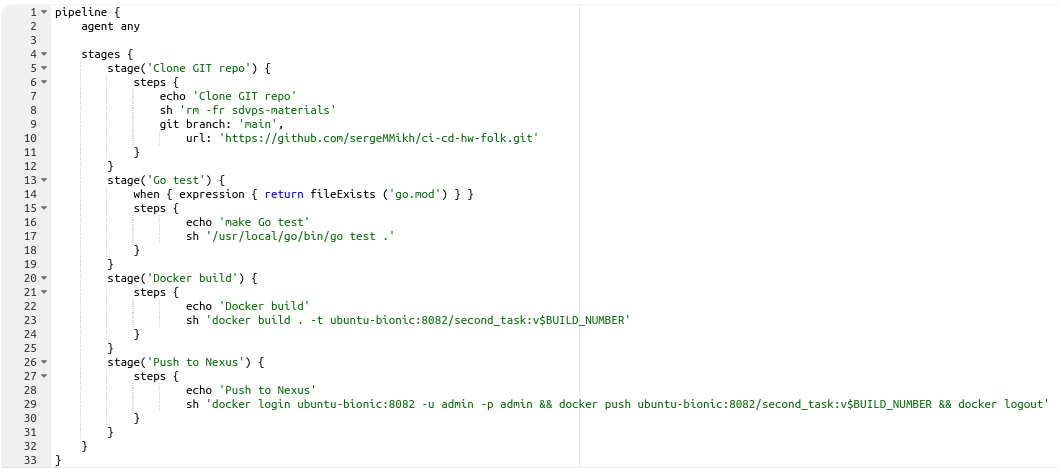 1 pipeline {
2     agent any
3
4     stages {
5         stage('Clone GIT repo') {
6             steps {
7                 echo 'Clone GIT repo'
8                 sh 'rm -fr sdvps-materials'
9                 git branch: 'main',
10                     url: 'https://github.com/sergeMMikh/ci-cd-hw-folk.git'
11             }
12         }
13         stage('Go test') {
14             when { expression { return fileExists ('go.mod') } }
15             steps {
16                     echo 'make Go test'
17                     sh '/usr/local/go/bin/go test .'
18             }
19         }
20         stage('Docker build') {
21             steps {
22                     echo 'Docker build'
23                     sh 'docker build . -t ubuntu-bionic:8082/second_task:v$BUILD_NUMBER'
24             }
25         }
26         stage('Push to Nexus') {
27             steps {
28                     echo 'Push to Nexus'
29                     sh 'docker login ubuntu-bionic:8082 -u admin -p admin && docker push ubuntu-bionic:8082/second_task:v$BUILD_NUMBER && docker logout'
30             }
31         }
32     }
33 }